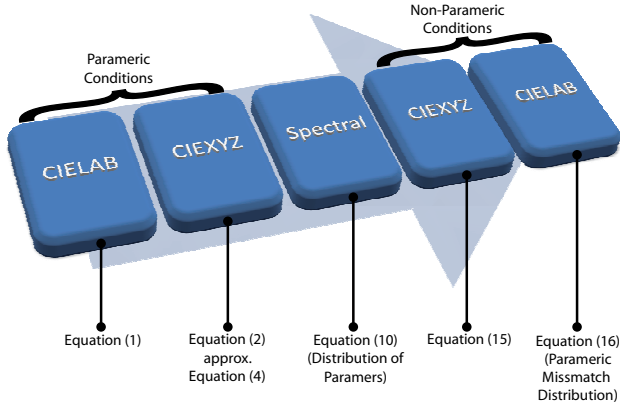 Parameric
Conditions
Non-Parameric
Conditions
CIELAB
CIEXYZ
Spectral
CIEXYZ
CIELAB
Equation (1)
Equation (2)
approx.
Equation (4)
Equation (10)
(Distribution of
Paramers)
Equation (15)
Equation (16)
(Parameric
Missmatch
Distribution)